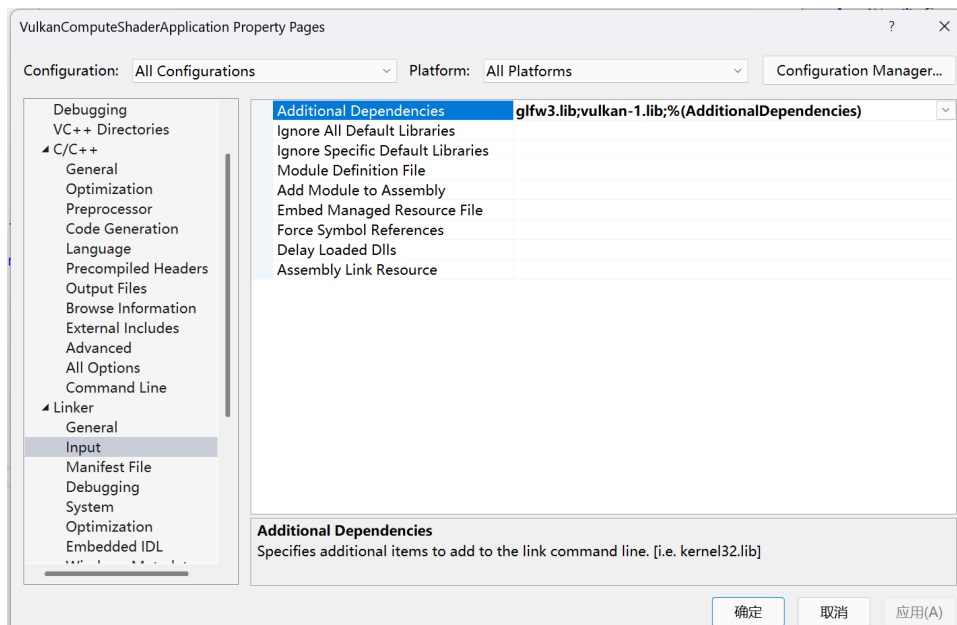 VulkanComputeShaderApplication Property Pages
?
Configuration: All Configurations Platform: All Platforms Configuration Manager...
Debugging
VC++ Directories
C/C++
General
Optimization
Preprocessor
Code Generation
Language
Precompiled Headers
Output Files
Browse Information
External Includes
Advanced
All Options
Command Line
Linker
General
Input
Manifest File
Debugging
System
Optimization
Embedded IDL
Additional Dependencies glfw3.lib;vulkan-1.lib;%(AdditionalDependencies)
Ignore All Default Libraries
Ignore Specific Default Libraries
Module Definition File
Add Module to Assembly
Embed Managed Resource File
Force Symbol References
Delay Loaded Dlls
Assembly Link Resource
Additional Dependencies
Specifies additional items to add to the link command line. [i.e. kernel32.lib]
确定 取消 应用(A)